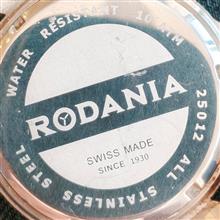 WATER RESISTANT 10 ATM
RODANIA
SWISS MADE
SINCE 1930
25012 ALL STAINLESS STEEL